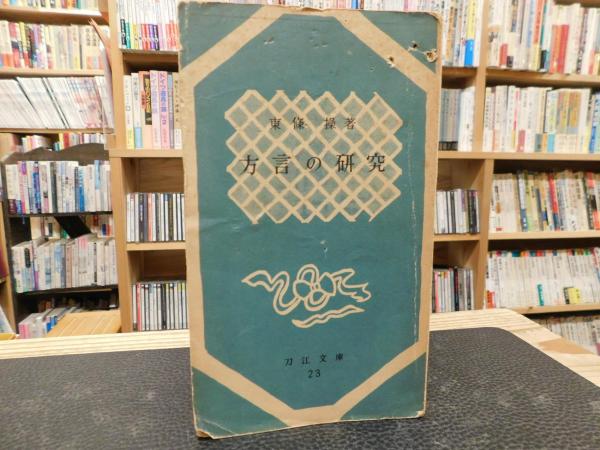 東條 操著
方言の研究
刀江文庫
23